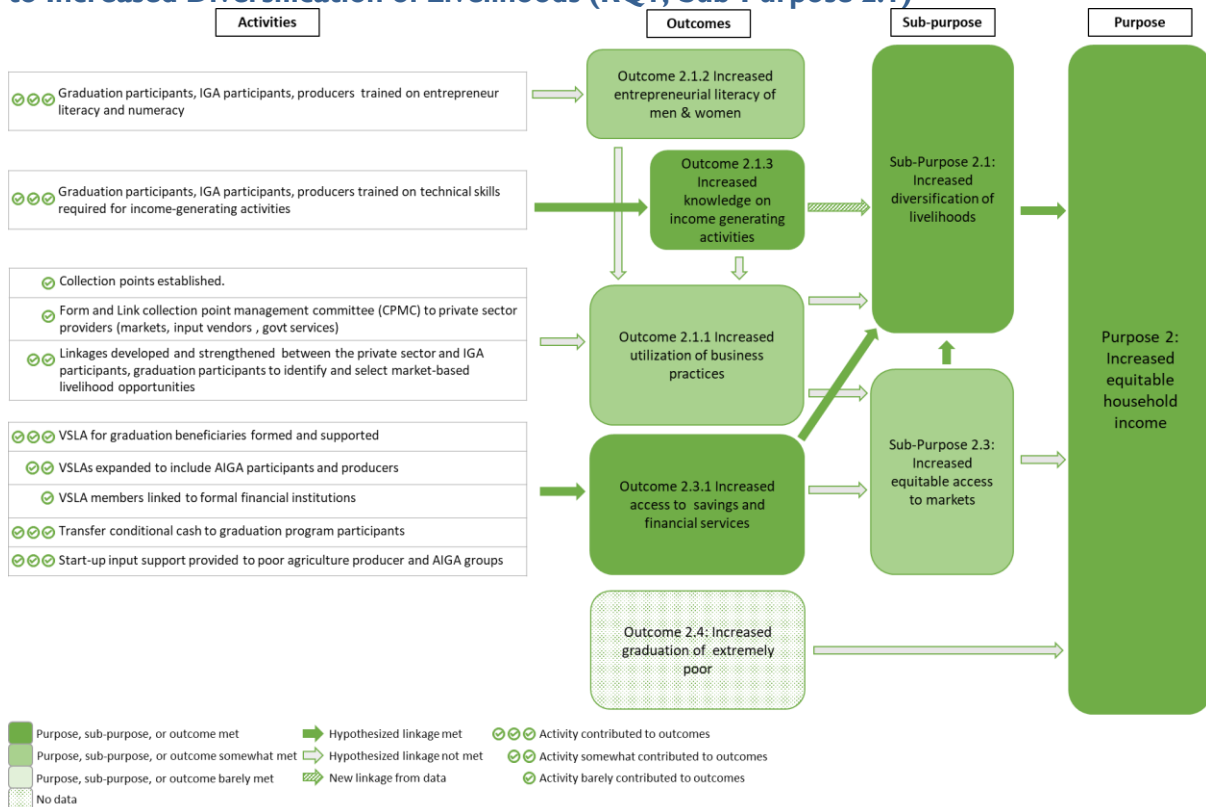 to Increased Diversification of Livelihoods (RQ1, Sub-Purpose 2.1)
Activities
Outcomes
Sub-purpose
Purpose
Graduation participants, IGA participants, producers trained on entrepreneur
literacy and numeracy
Outcome 2.1.2 Increased
entrepreneurial literacy of
men & women
Graduation participants, IGA participants, producers trained on technical skills
required for income-generating activities
Outcome 2.1.3
Increased
knowledge on
income generating
activities
Sub-Purpose 2.1:
Increased
diversification of
livelihoods
Collection points established.
Form and Link collection point management committee (CPMC) to private sector
providers (markets, input vendors , govt services)
Linkages developed and strengthened between the private sector and IGA
participants, graduation participants to identify and select market-based
livelihood opportunities
Outcome 2.1.1 Increased
utilization of business
practices
Purpose 2:
Increased
equitable
household
income
VSLA for graduation beneficiaries formed and supported
VSLAs expanded to include AIGA participants and producers
VSLA members linked to formal financial institutions
Transfer conditional cash to graduation program participants
Start-up input support provided to poor agriculture producer and AIGA groups
Outcome 2.3.1 Increased
access to savings and
financial services
Sub-Purpose 2.3:
Increased
equitable access
to markets
Outcome 2.4: Increased
graduation of extremely
poor
Purpose, sub-purpose, or outcome met
Purpose, sub-purpose, or outcome somewhat met
Purpose, sub-purpose, or outcome barely met
No data
Hypothesized linkage met
Hypothesized linkage not met
New linkage from data
Activity contributed to outcomes
Activity somewhat contributed to outcomes
Activity barely contributed to outcomes